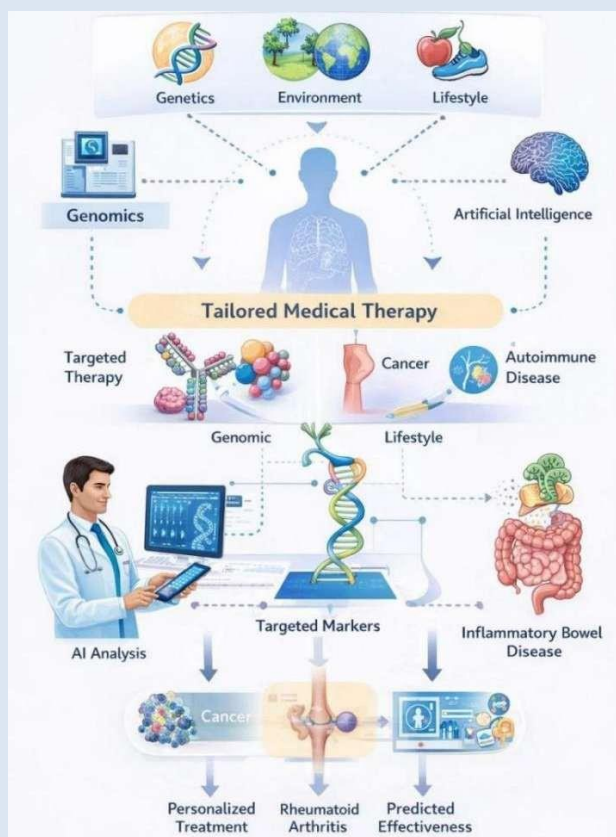 Genetics
Environment
Lifestyle
Genomics
Artificial Intelligence
Tailored Medical Therapy
Targeted
Therapy
Cancer
Autoimmune
Disease
Genomic
Lifestyle
AI Analysis
Targeted Markers
Inflammatory Bowel
Disease
Cancer
Personalized
Treatment
Rheumatoid
Arthritis
Predicted
Effectiveness